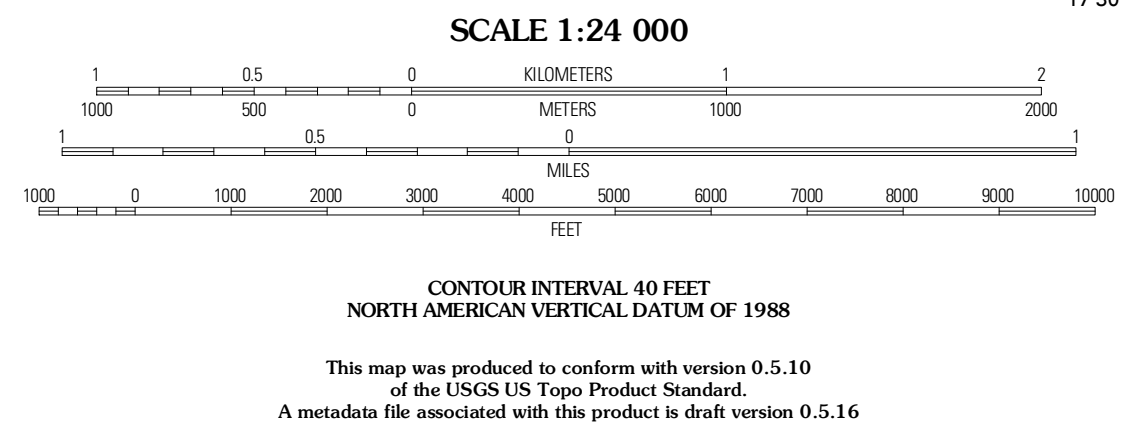 SCALE 1:24 000
1 0.5 0 KILOMETERS 1 2
1000 500 0 METERS 1000 2000
1 0.5 0 1
MILES
1000 0 1000 2000 3000 4000 5000 6000 7000 8000 9000 10000
FEET
CONTOUR INTERVAL 40 FEET
NORTH AMERICAN VERTICAL DATUM OF 1988
This map was produced to conform with version 0.5.10
of the USGS US Topo Product Standard.
A metadata file associated with this product is draft version 0.5.16